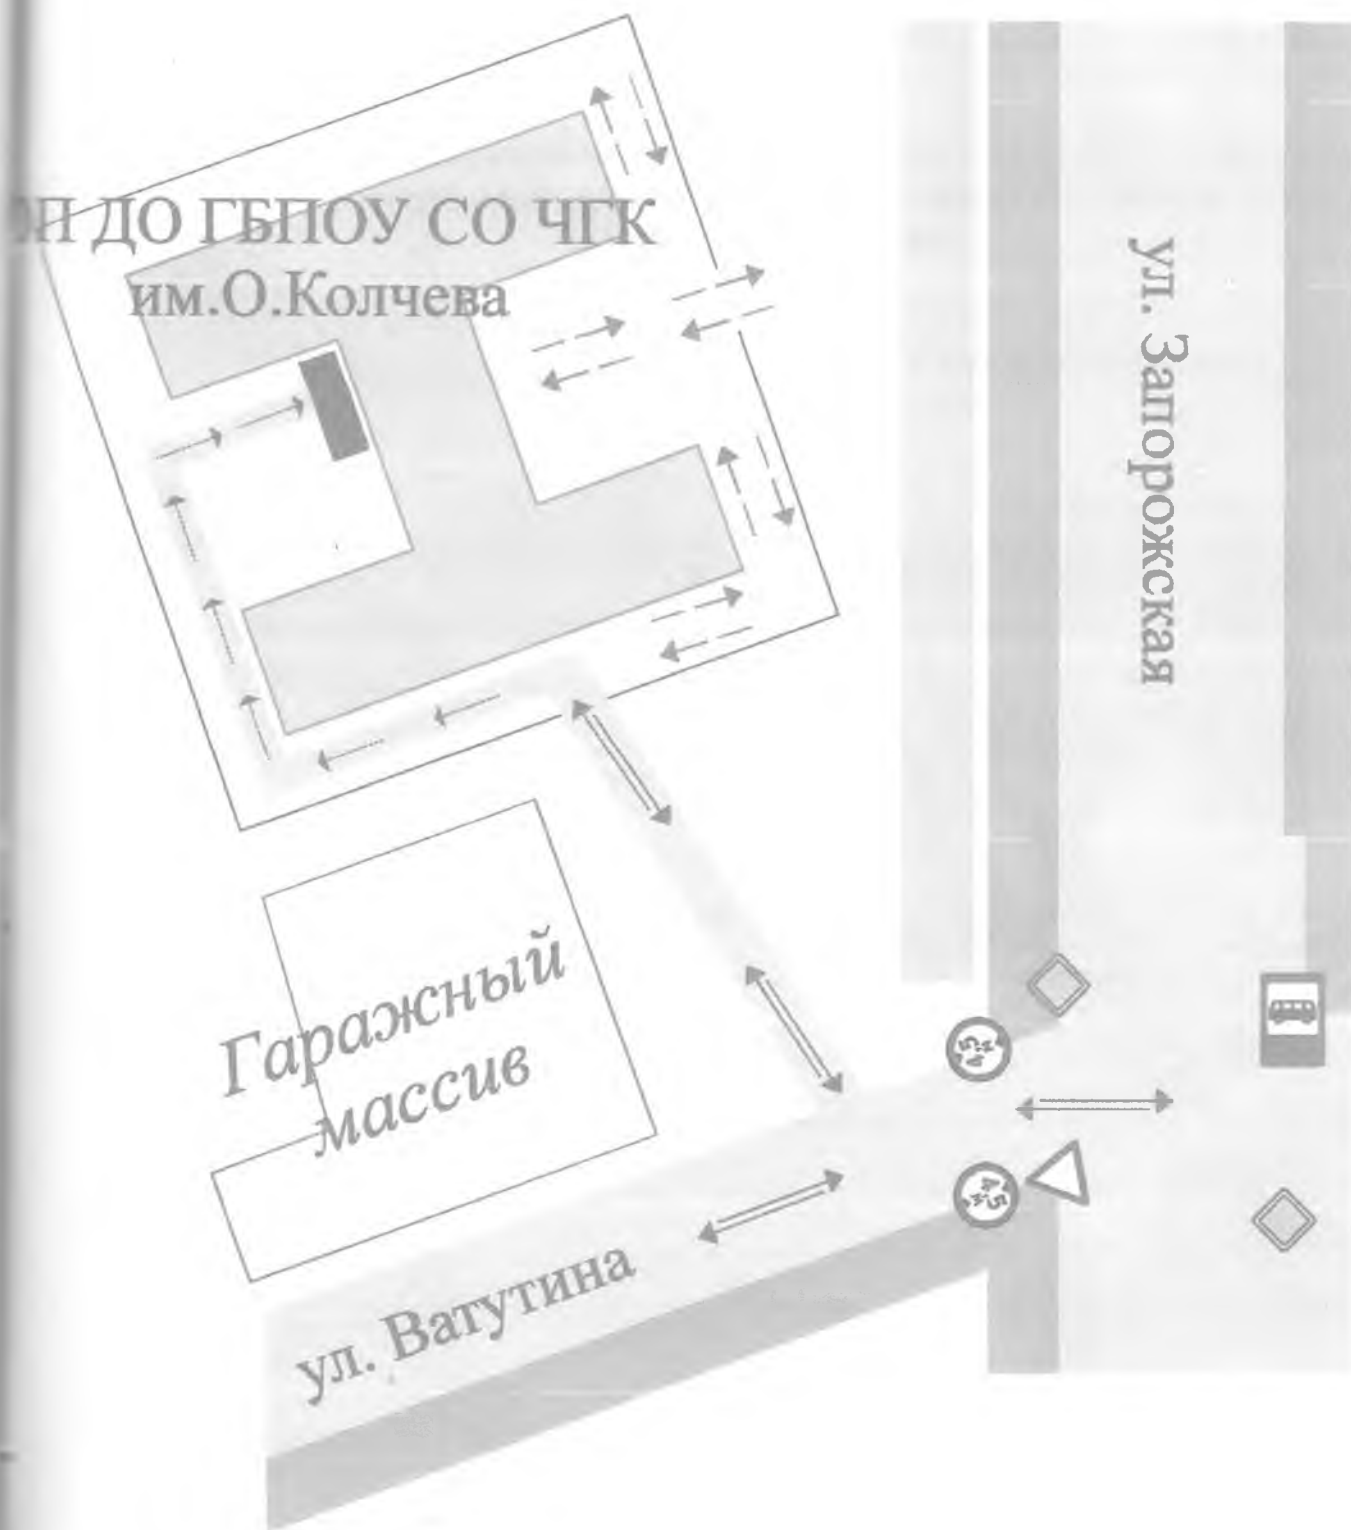 ДО ГБПОУ СО ЧГК
им.О.Колчева
ул. Запорожская
Гаражный
массив
ул. Ватутина